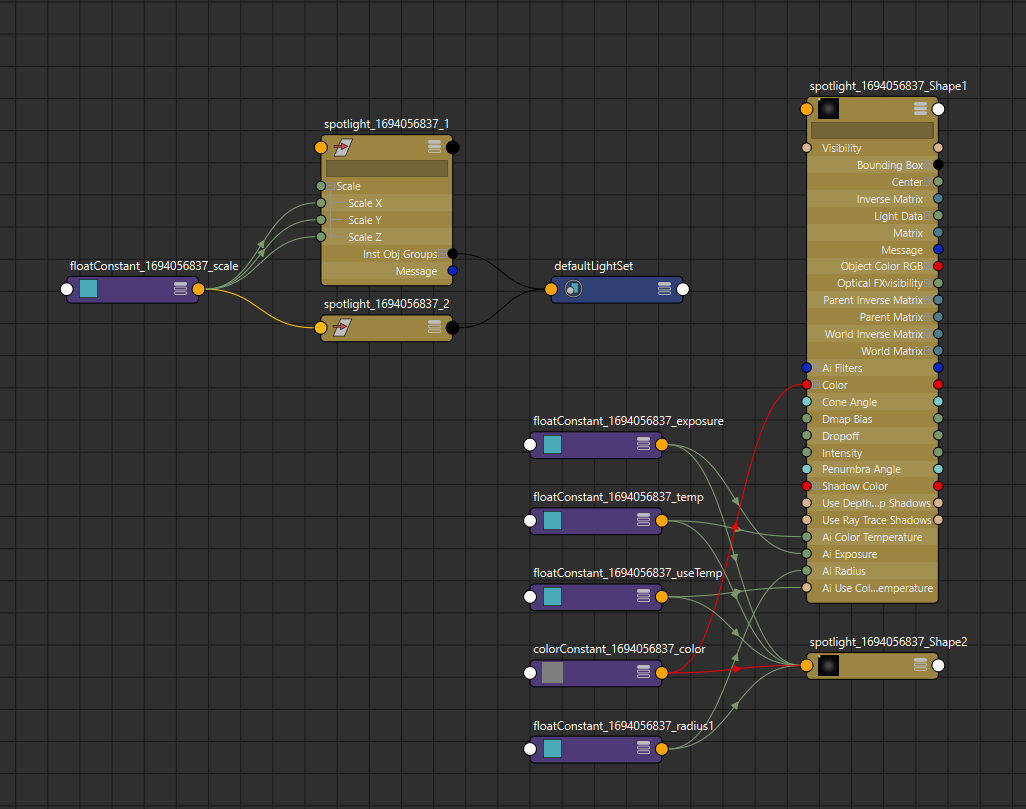 floatConstant_1694056837_scale
spotlight_1694056837_1
Scale
Scale X
Scale Y
Scale Z
Inst Obj Groups
Message
spotlight_1694056837_2
defaultLightSet
floatConstant_1694056837_exposure
floatConstant_1694056837_temp
floatConstant_1694056837_useTemp
colorConstant_1694056837_color
floatConstant_1694056837_radius1
spotlight_1694056837_Shape1
Visibility
Bounding Box
Center
Inverse Matrix
Light Data
Matrix
Message
Object Color RGB
Optical FXvisibility
Parent Inverse Matrix
Parent Matrix
World Inverse Matrix
World Matrix
Ai Filters
Color
Cone Angle
Dmap Bias
Dropoff
Intensity
Penumbra Angle
Shadow Color
Use Depth...p Shadows
Use Ray Trace Shadows
Ai Color Temperature
Ai Exposure
Ai Radius
Ai Use Col...emperature
spotlight_1694056837_Shape2